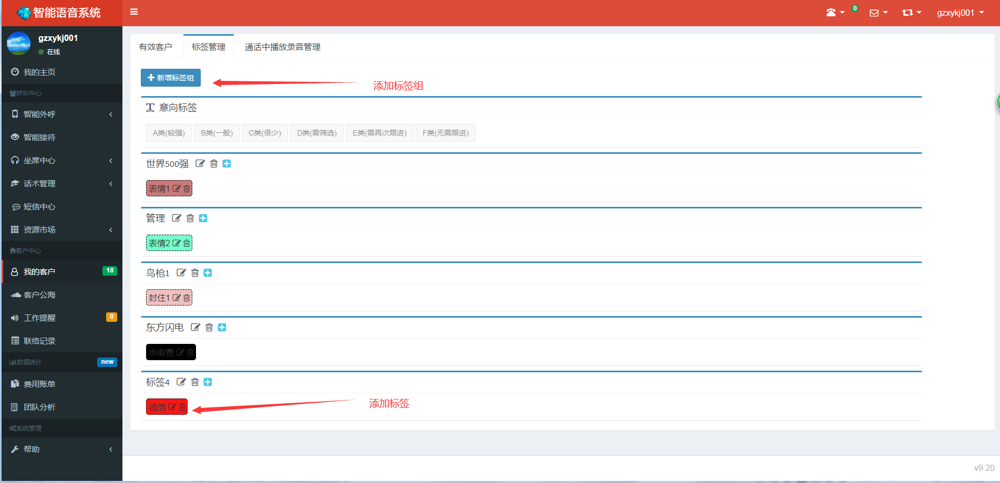 智能语音系统
0
gzxykj001
gzxykj001
在线
我的主页
呼叫中心
智能外呼
智能接待
坐席中心
话术管理
短信中心
资源市场
客户中心
我的客户 18
客户公海
工作提醒 0
联络记录
数据统计 new
费用账单
团队分析
系统管理
帮助
有效客户 标签管理 通话中播放录音管理
新增标签组
添加标签组
意向标签
A类(较强) B类(一般) C类(很少) D类(需筛选) E类(需再次跟进) F类(无需跟进)
世界500强
表情1
管理
表情2
鸟枪1
封住1
东方闪电
水电费
标签4
诚信
添加标签
v9.20